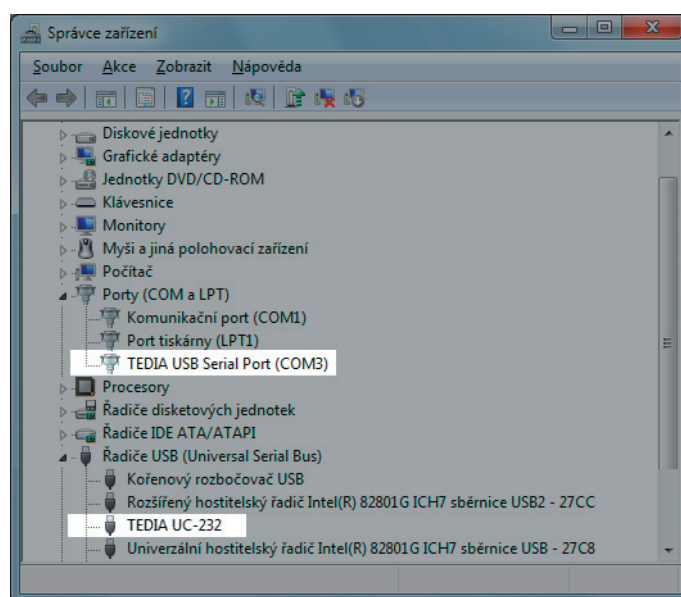 Správce zařízení
Soubor Akce Zobrazit Nápověda
Diskové jednotky
Grafické adaptéry
Jednotky DVD/CD-ROM
Klávesnice
Monitory
Myši a jiná polohovací zařízení
Počítač
Porty (COM a LPT)
Komunikační port (COM1)
Port tiskárny (LPT1)
TEDIA USB Serial Port (COM3)
Procesory
Řadiče disketových jednotek
Řadiče IDE ATA/ATAPI
Řadiče USB (Universal Serial Bus)
Kořenový rozbočovač USB
Rozšířený hostitelský řadič Intel(R) 82801G ICH7 sběrnice USB2 - 27CC
TEDIA UC-232
Univerzální hostitelský řadič Intel(R) 82801G ICH7 sběrnice USB - 27C8